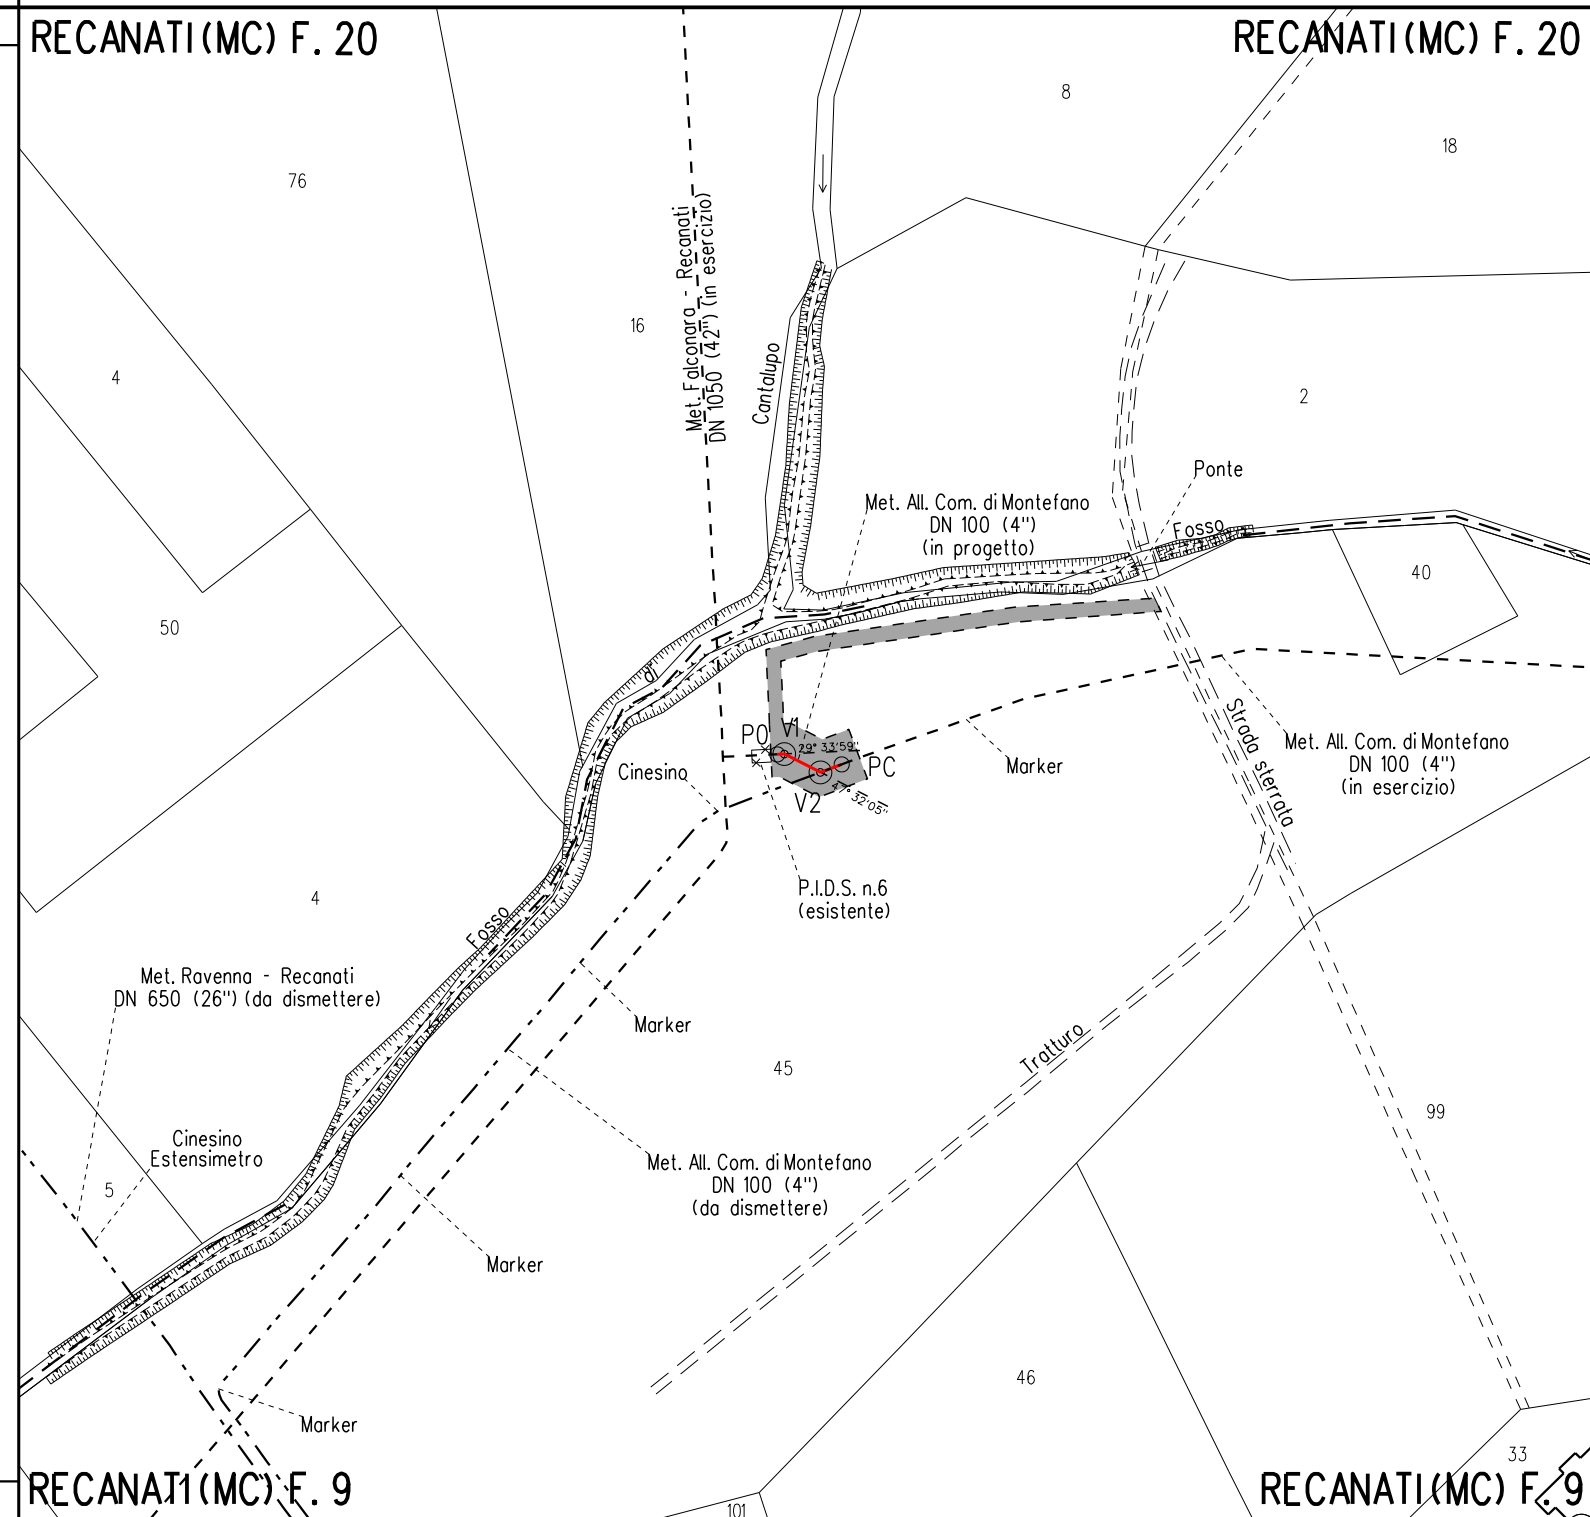 RECANATI (MC) F. 20
RECANATI (MC) F. 20
8
18
76
Met. Falconara - Recanati
DN 1050 (42") (in esercizio)
16
4
Cantalupo
2
Ponte
Met. All. Com. di Montefano
DN 100 (4")
(in progetto)
Fosso
40
50
di
P0
V1
29° 33'59"
PC
V2
47° 32'05"
Cinesino
Marker
Strada sterrata
Met. All. Com. di Montefano
DN 100 (4")
(in esercizio)
P.I.D.S. n.6
(esistente)
4
Fosso
Met. Ravenna - Recanati
DN 650 (26") (da dismettere)
Marker
Tratturo
45
99
Cinesino
Estensimetro
5
Met. All. Com. di Montefano
DN 100 (4")
(da dismettere)
Marker
46
Marker
33
RECANATI (MC) F. 9
101
RECANATI (MC) F. 9